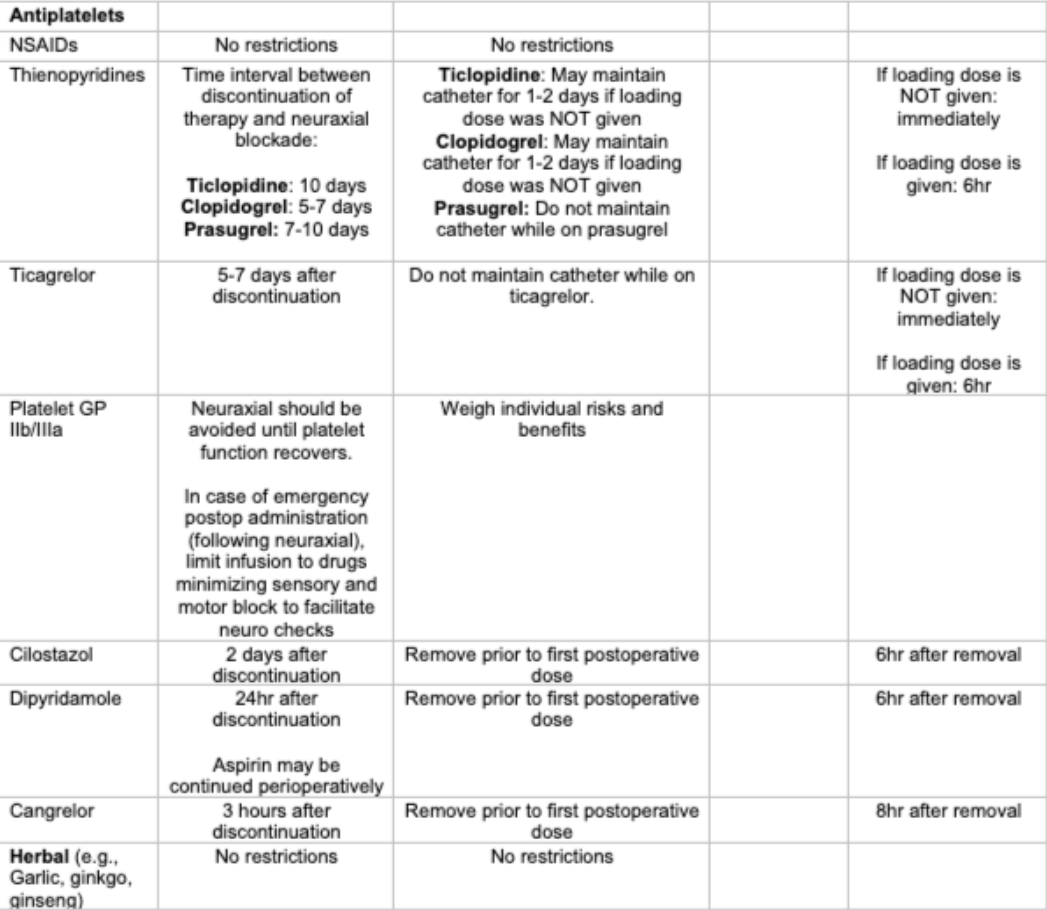 Antiplatelets
NSAIDs
No restrictions
No restrictions
Thienopyridines
Time interval between
discontinuation of
therapy and neuraxial
blockade:
Ticlopidine: 10 days
Clopidogrel: 5-7 days
Prasugrel: 7-10 days
Ticlopidine: May maintain
catheter for 1-2 days if loading
dose was NOT given
Clopidogrel: May maintain
catheter for 1-2 days if loading
dose was NOT given
Prasugrel: Do not maintain
catheter while on prasugrel
If loading dose is
NOT given:
immediately
If loading dose is
given: 6hr
Ticagrelor
5-7 days after
discontinuation
Do not maintain catheter while on
ticagrelor.
If loading dose is
NOT given:
immediately
If loading dose is
given: 6hr
Platelet GP
IIb/IIIa
Neuraxial should be
avoided until platelet
function recovers.
In case of emergency
postop administration
(following neuraxial),
limit infusion to drugs
minimizing sensory and
motor block to facilitate
neuro checks
Weigh individual risks and
benefits
Cilostazol
2 days after
discontinuation
Remove prior to first postoperative
dose
6hr after removal
Dipyridamole
24hr after
discontinuation
Aspirin may be
continued perioperatively
Remove prior to first postoperative
dose
6hr after removal
Cangrelor
3 hours after
discontinuation
Remove prior to first postoperative
dose
8hr after removal
Herbal (e.g.,
Garlic, ginkgo,
ginseng)
No restrictions
No restrictions